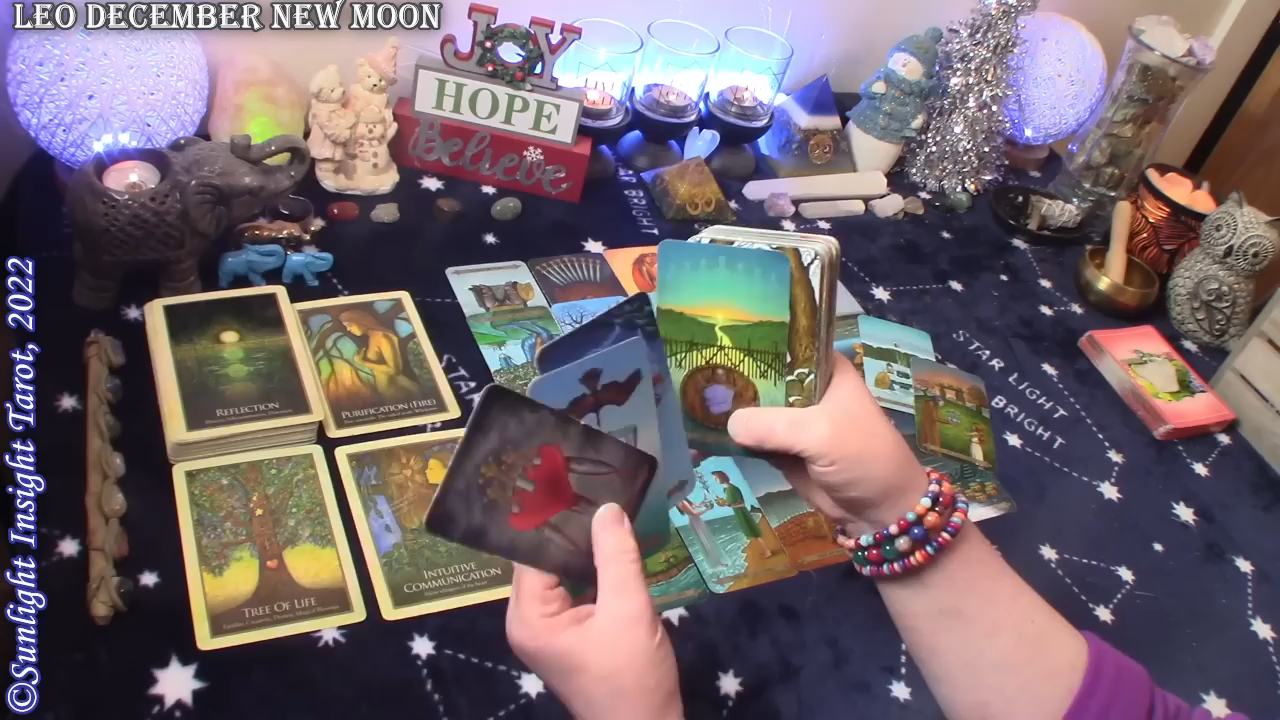 LEO DECEMBER NEW MOON
JOY
HOPE
Believe
©Sunlight Insight Tarot, 2022
REFLECTION
PURIFICATION (FIRE)
TREE OF LIFE
INTUITIVE
COMMUNICATION
STAR LIGHT
BRIGHT
BRIGHT
STAR